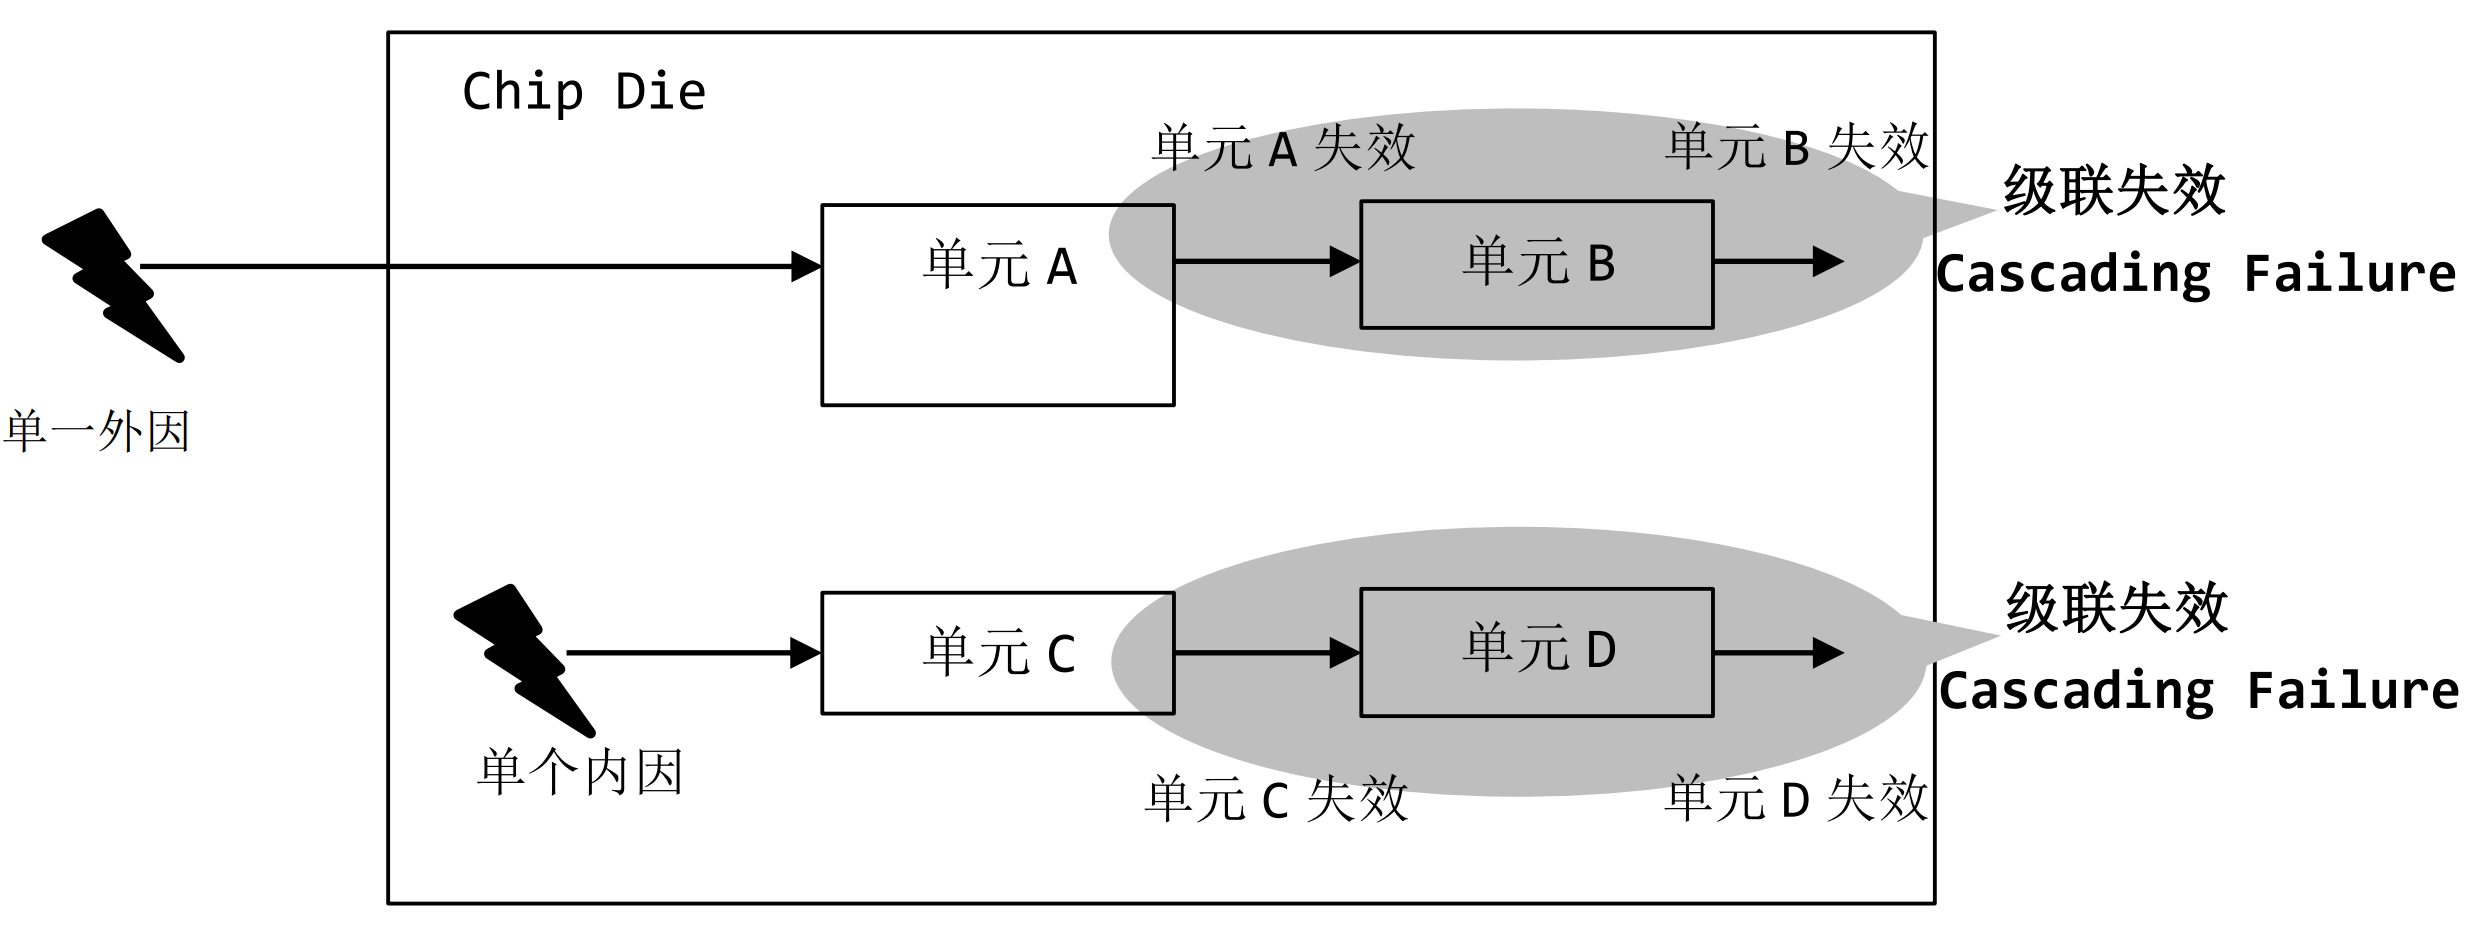 Chip Die
单元 A 失效
单元 B 失效
级联失效
Cascading Failure
单元 A
单元 B
单一外因
单元 C
单元 D
级联失效
Cascading Failure
单个内因
单元 C 失效
单元 D 失效